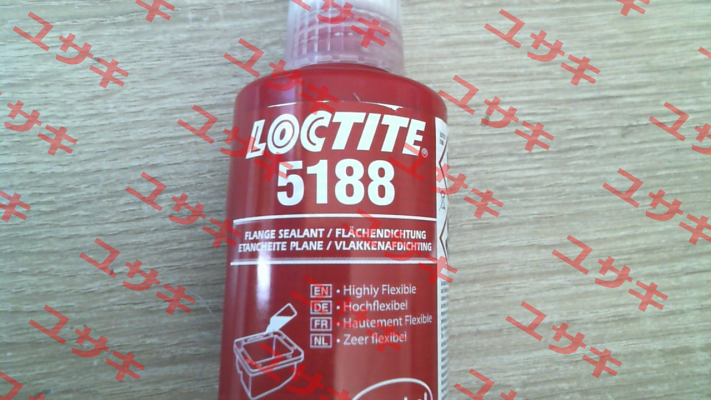 LOCTITE®
5188
FLANGE SEALANT / FLÄCHENDICHTUNG
ETANCHEITE PLANE / VLAKKENAFDICHTING
EN • Highly Flexible
DE • Hochflexibel
FR • Hautement Flexible
NL • Zeer flexibel
ユサキ